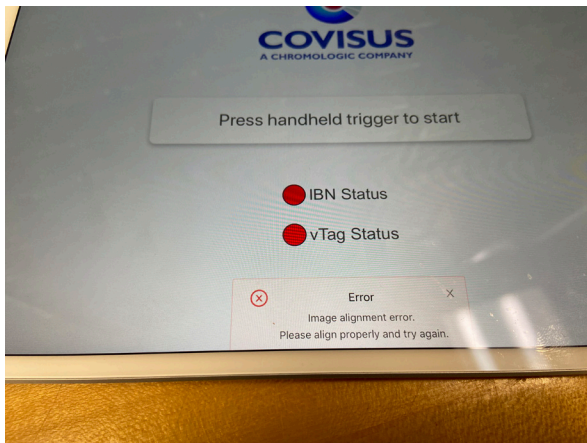 COVISUS
A CHROMOLOGIC COMPANY
Press handheld trigger to start
IBN Status
vTag Status
Error X
Image alignment error.
Please align properly and try again.